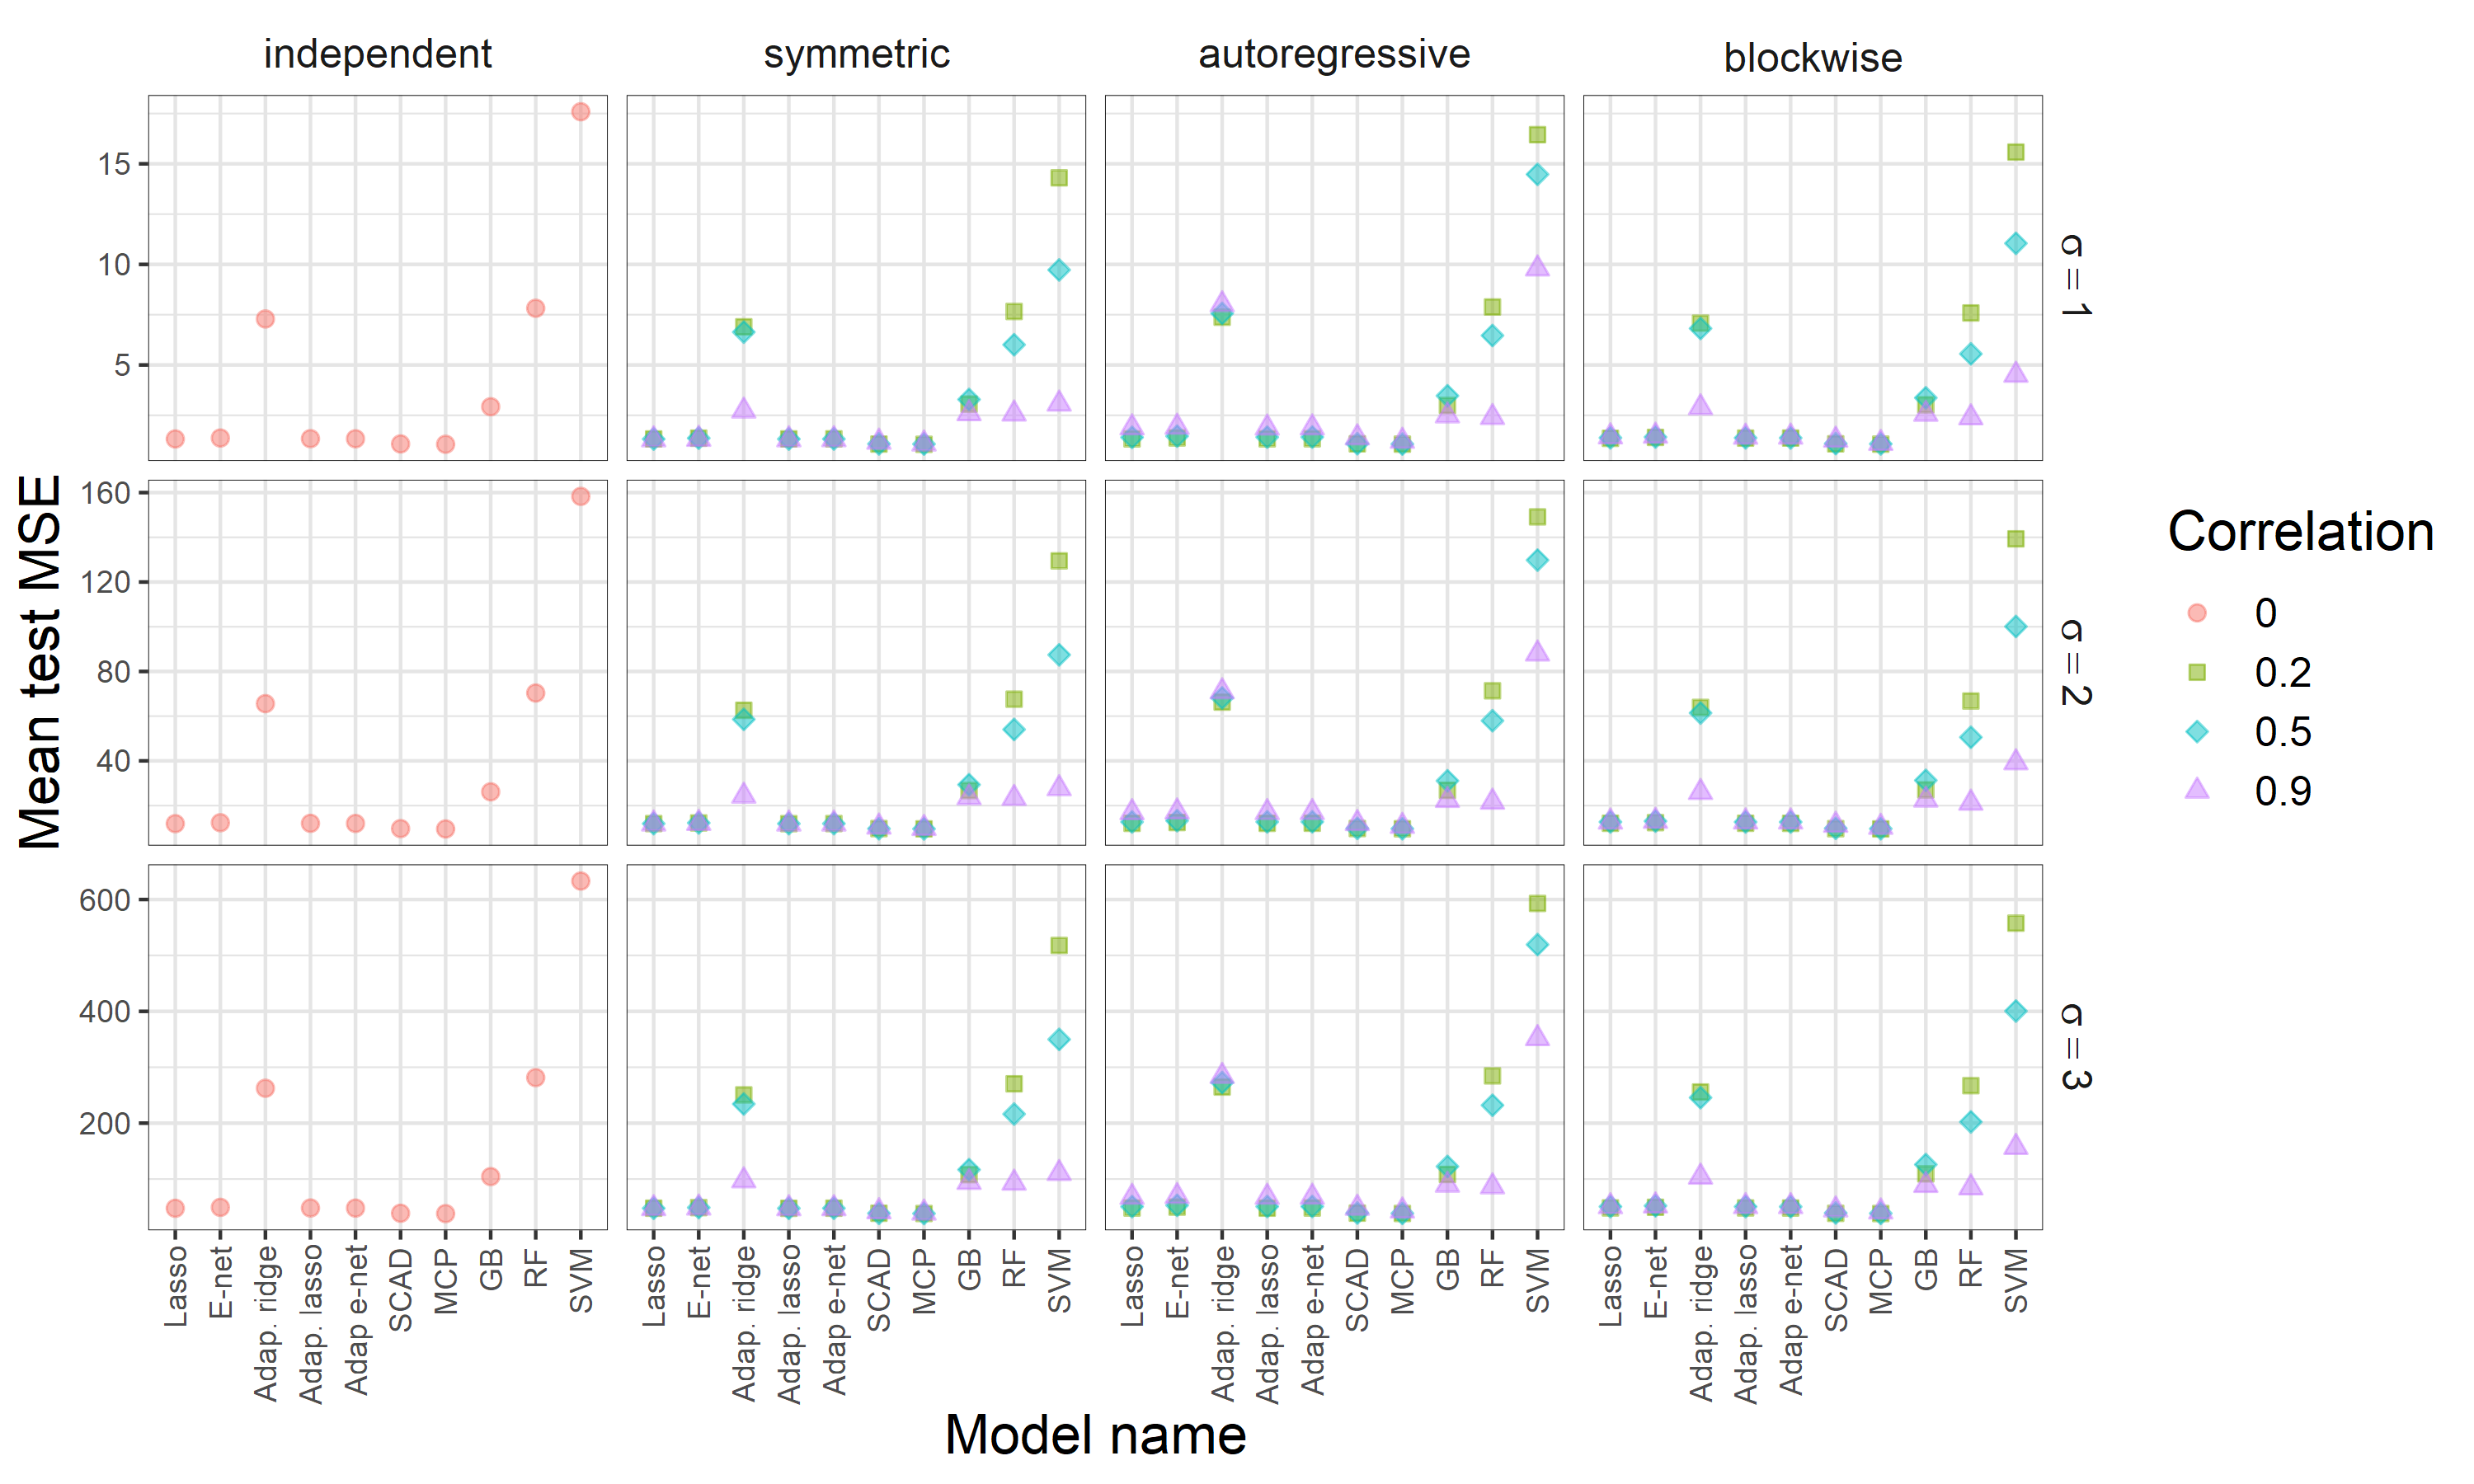 independent
symmetric
autoregressive
blockwise
15
10
5
σ = 1
160
120
80
40
σ = 2
600
400
200
σ = 3
Mean test MSE
Lasso
E-net
Adap. ridge
Adap. lasso
Adap e-net
SCAD
MCP
GB
RF
SVM
Lasso
E-net
Adap. ridge
Adap. lasso
Adap e-net
SCAD
MCP
GB
RF
SVM
Lasso
E-net
Adap. ridge
Adap. lasso
Adap e-net
SCAD
MCP
GB
RF
SVM
Lasso
E-net
Adap. ridge
Adap. lasso
Adap e-net
SCAD
MCP
GB
RF
SVM
Model name
Correlation
0
0.2
0.5
0.9